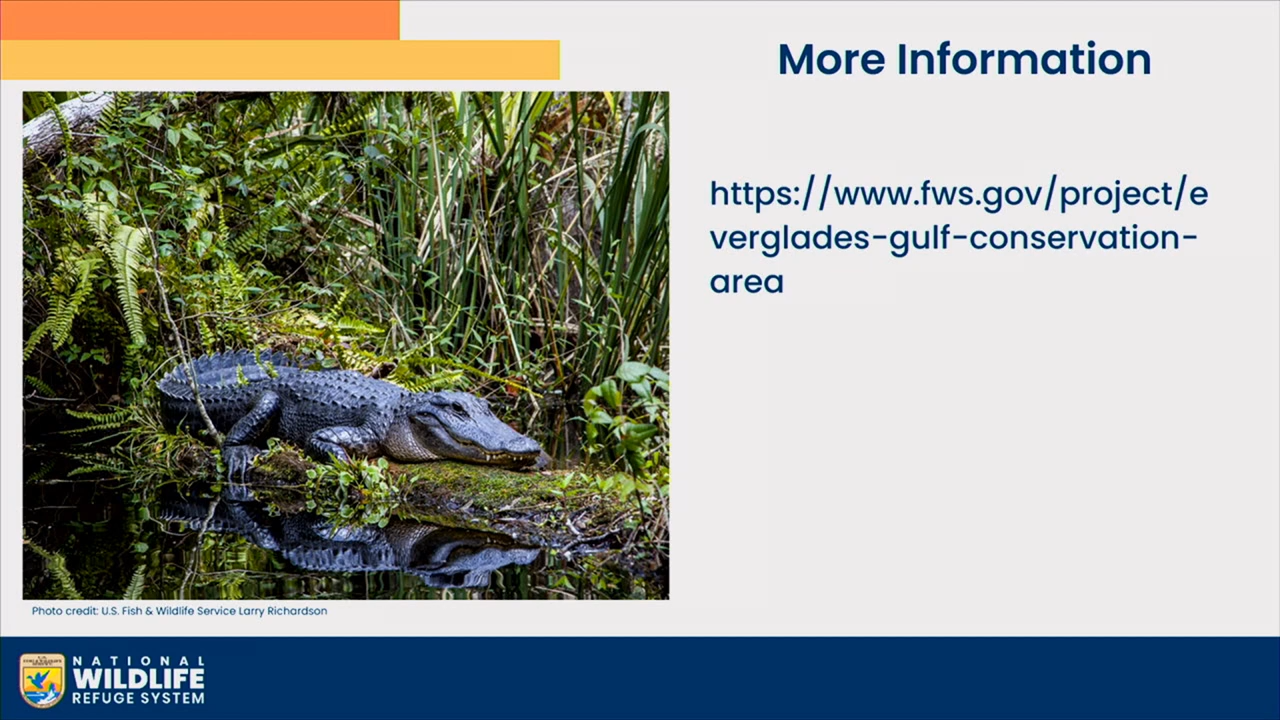 More Information
https://www.fws.gov/project/e
verglades-gulf-conservation-
area
Photo credit: U.S. Fish & Wildlife Service Larry Richardson
NATIONAL
WILDLIFE
REFUGE SYSTEM